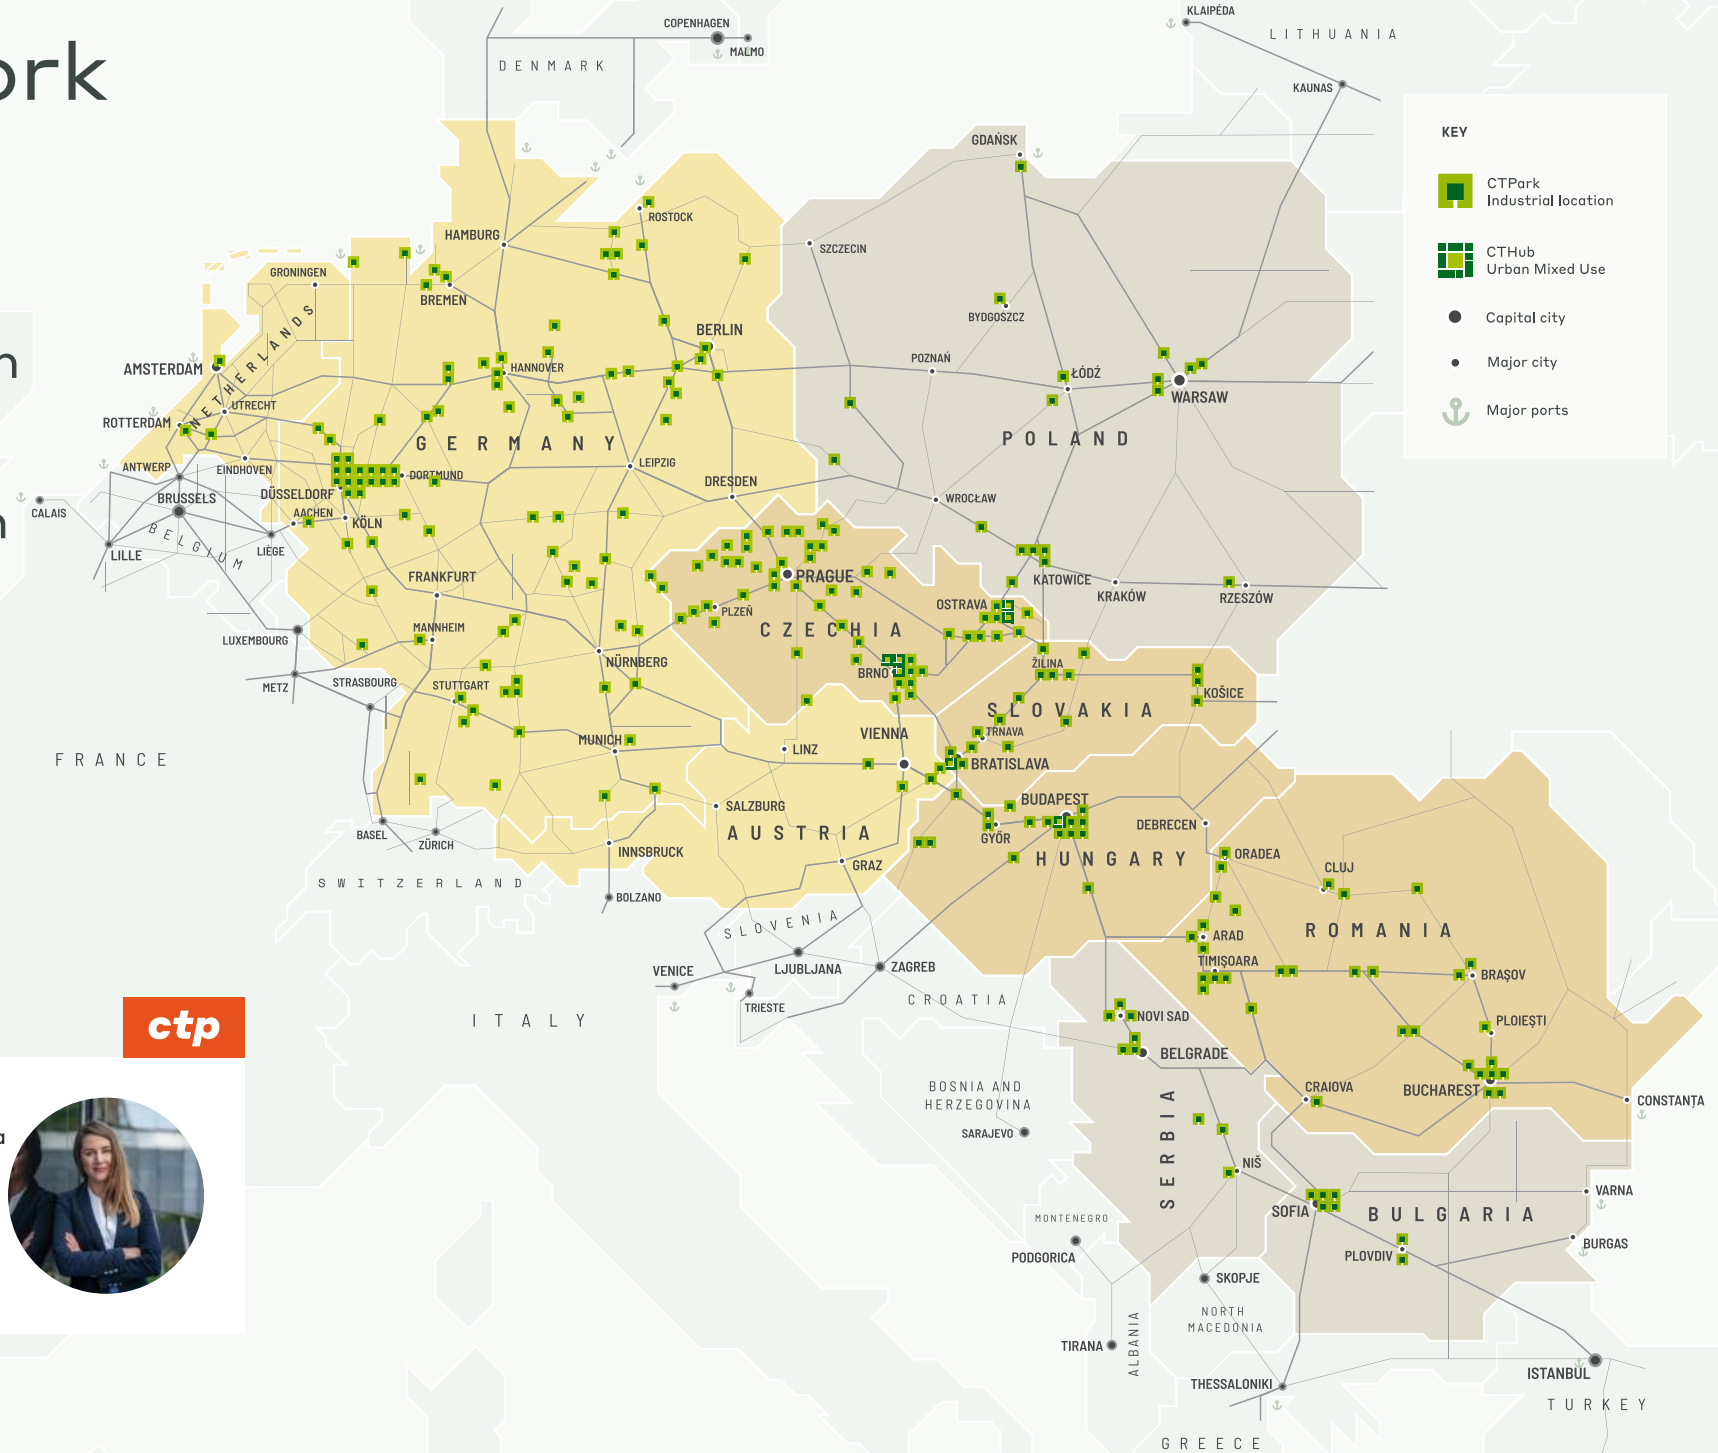 ork
n
n
a
ctp
KEY
CTPark
Industrial location
CTHub
Urban Mixed Use
Capital city
Major city
Major ports
COPENHAGEN
MALMO
DENMARK
KLAIPĖDA
LITHUANIA
KAUNAS
GDAŃSK
ROSTOCK
HAMBURG
SZCZECIN
GRONINGEN
BREMEN
BYDGOSZCZ
BERLIN
NETHERLANDS
AMSTERDAM
HANNOVER
POZNAŃ
ŁÓDŹ
WARSAW
UTRECHT
ROTTERDAM
GERMANY
POLAND
ANTWERP
EINDHOVEN
DORTMUND
LEIPZIG
DRESDEN
BRUSSELS
DÜSSELDORF
WROCŁAW
CALAIS
AACHEN
KÖLN
BELGIUM
LILLE
LIÈGE
FRANKFURT
PRAGUE
KATOWICE
KRAKÓW
RZESZÓW
OSTRAVA
PLZEŇ
MANNHEIM
CZECHIA
LUXEMBOURG
NÜRNBERG
ŽILINA
BRNO
METZ
STRASBOURG
STUTTGART
KOŠICE
SLOVAKIA
TRNAVA
VIENNA
MUNICH
LINZ
FRANCE
BRATISLAVA
BUDAPEST
SALZBURG
BASEL
ZÜRICH
AUSTRIA
GYÖR
DEBRECEN
INNSBRUCK
HUNGARY
ORADEA
GRAZ
CLUJ
SWITZERLAND
BOLZANO
SLOVENIA
ROMANIA
ARAD
TIMIŞOARA
VENICE
LJUBLJANA
ZAGREB
BRAŞOV
TRIESTE
CROATIA
NOVI SAD
ITALY
PLOIEŞTI
BELGRADE
BOSNIA AND
HERZEGOVINA
CRAIOVA
BUCHAREST
CONSTANȚA
SARAJEVO
SERBIA
NIŠ
VARNA
SOFIA
BULGARIA
MONTENEGRO
PODGORICA
PLOVDIV
BURGAS
SKOPJE
NORTH
MACEDONIA
TIRANA
ALBANIA
THESSALONIKI
ISTANBUL
TURKEY
GREECE